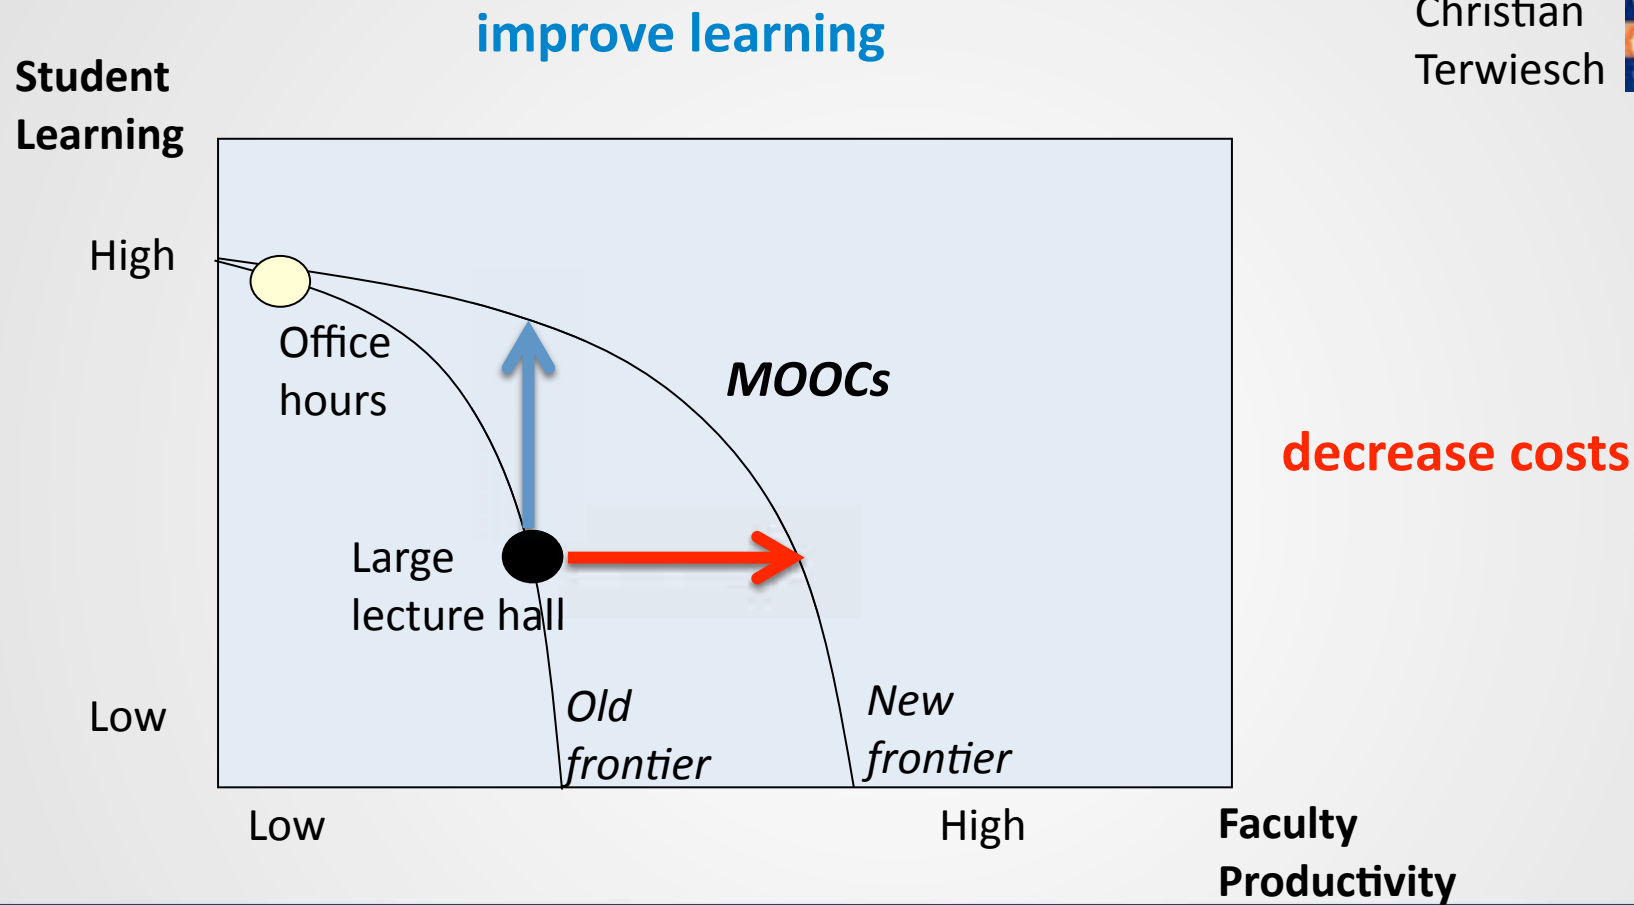 improve learning
Christian
Terwiesch
Student
Learning
High
Office
hours
MOOCs
decrease costs
Large
lecture hall
Low
Old
frontier
New
frontier
Low
High
Faculty
Productivity